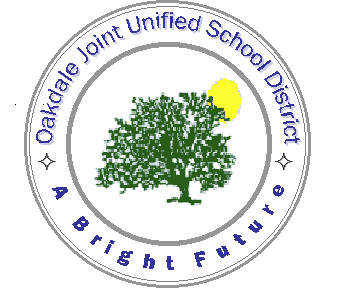 Oakdale Joint Unified School District
A Bright Future